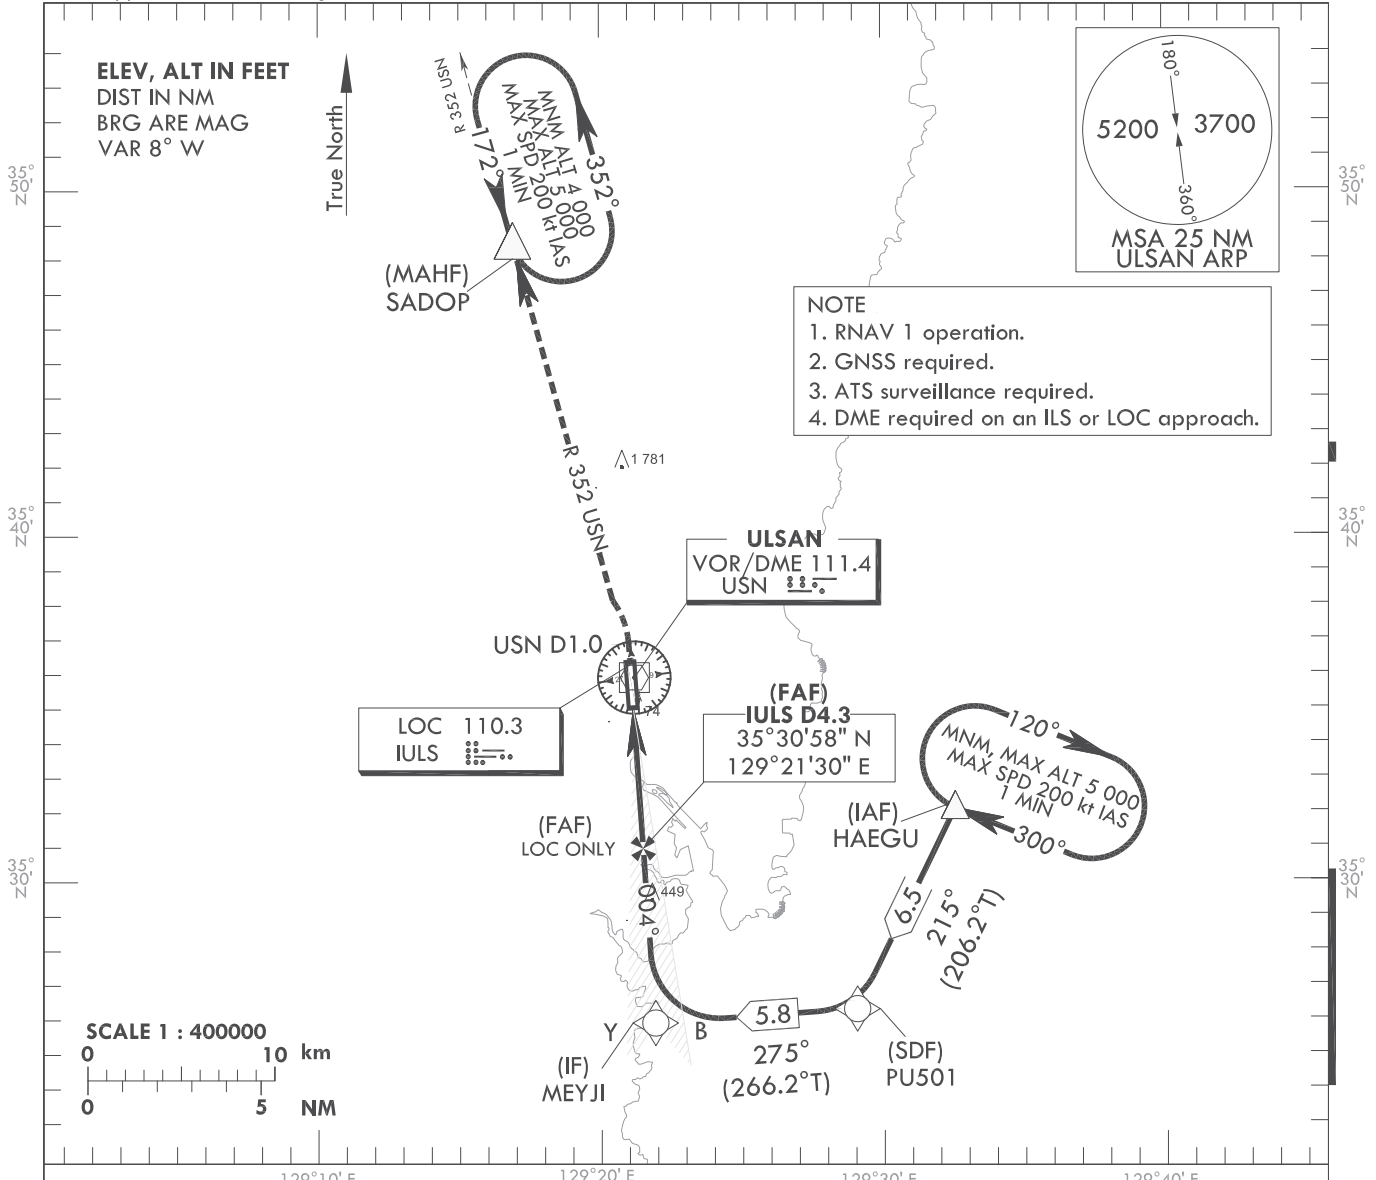 ELEV, ALT IN FEET
DIST IN NM
BRG ARE MAG
VAR 8° W
True North
R 352 USN
172°
352°
MNM ALT 4 000
MAX ALT 5 000
MAX SPD 200 kt IAS
1 MIN
(MAHF)
SADOP
180°
5200
3700
360°
MSA 25 NM
ULSAN ARP
NOTE
1. RNAV 1 operation.
2. GNSS required.
3. ATS surveillance required.
4. DME required on an ILS or LOC approach.
35°
50'
N
35°
50'
N
R 352 USN
1 781
35°
40'
N
35°
40'
N
ULSAN
VOR/DME 111.4
USN
USN D1.0
LOC 110.3
IULS
(FAF)
IULS D4.3
35°30'58" N
129°21'30" E
(FAF)
LOC ONLY
120°
MNM, MAX ALT 5 000
MAX SPD 200 kt IAS
1 MIN
300°
(IAF)
HAEGU
35°
30'
N
35°
30'
N
449
004°
6.5
215°
(206.2°T)
5.8
275°
(266.2°T)
Y
B
(IF)
MEYJI
(SDF)
PU501
SCALE 1 : 400000
0 10 km
0 5 NM
129°10' E
129°20' E
129°30' E
129°40' E